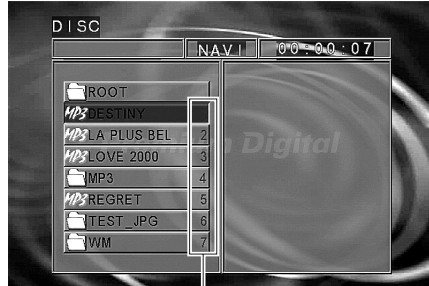 DISC
NAVI 00:00:07
ROOT
MP3 DESTINY
MP3 LA PLUS BEL 2
MP3 LOVE 2000 3
MP3 4
MP3 REGRET 5
TEST_JPG 6
WM 7
Digital